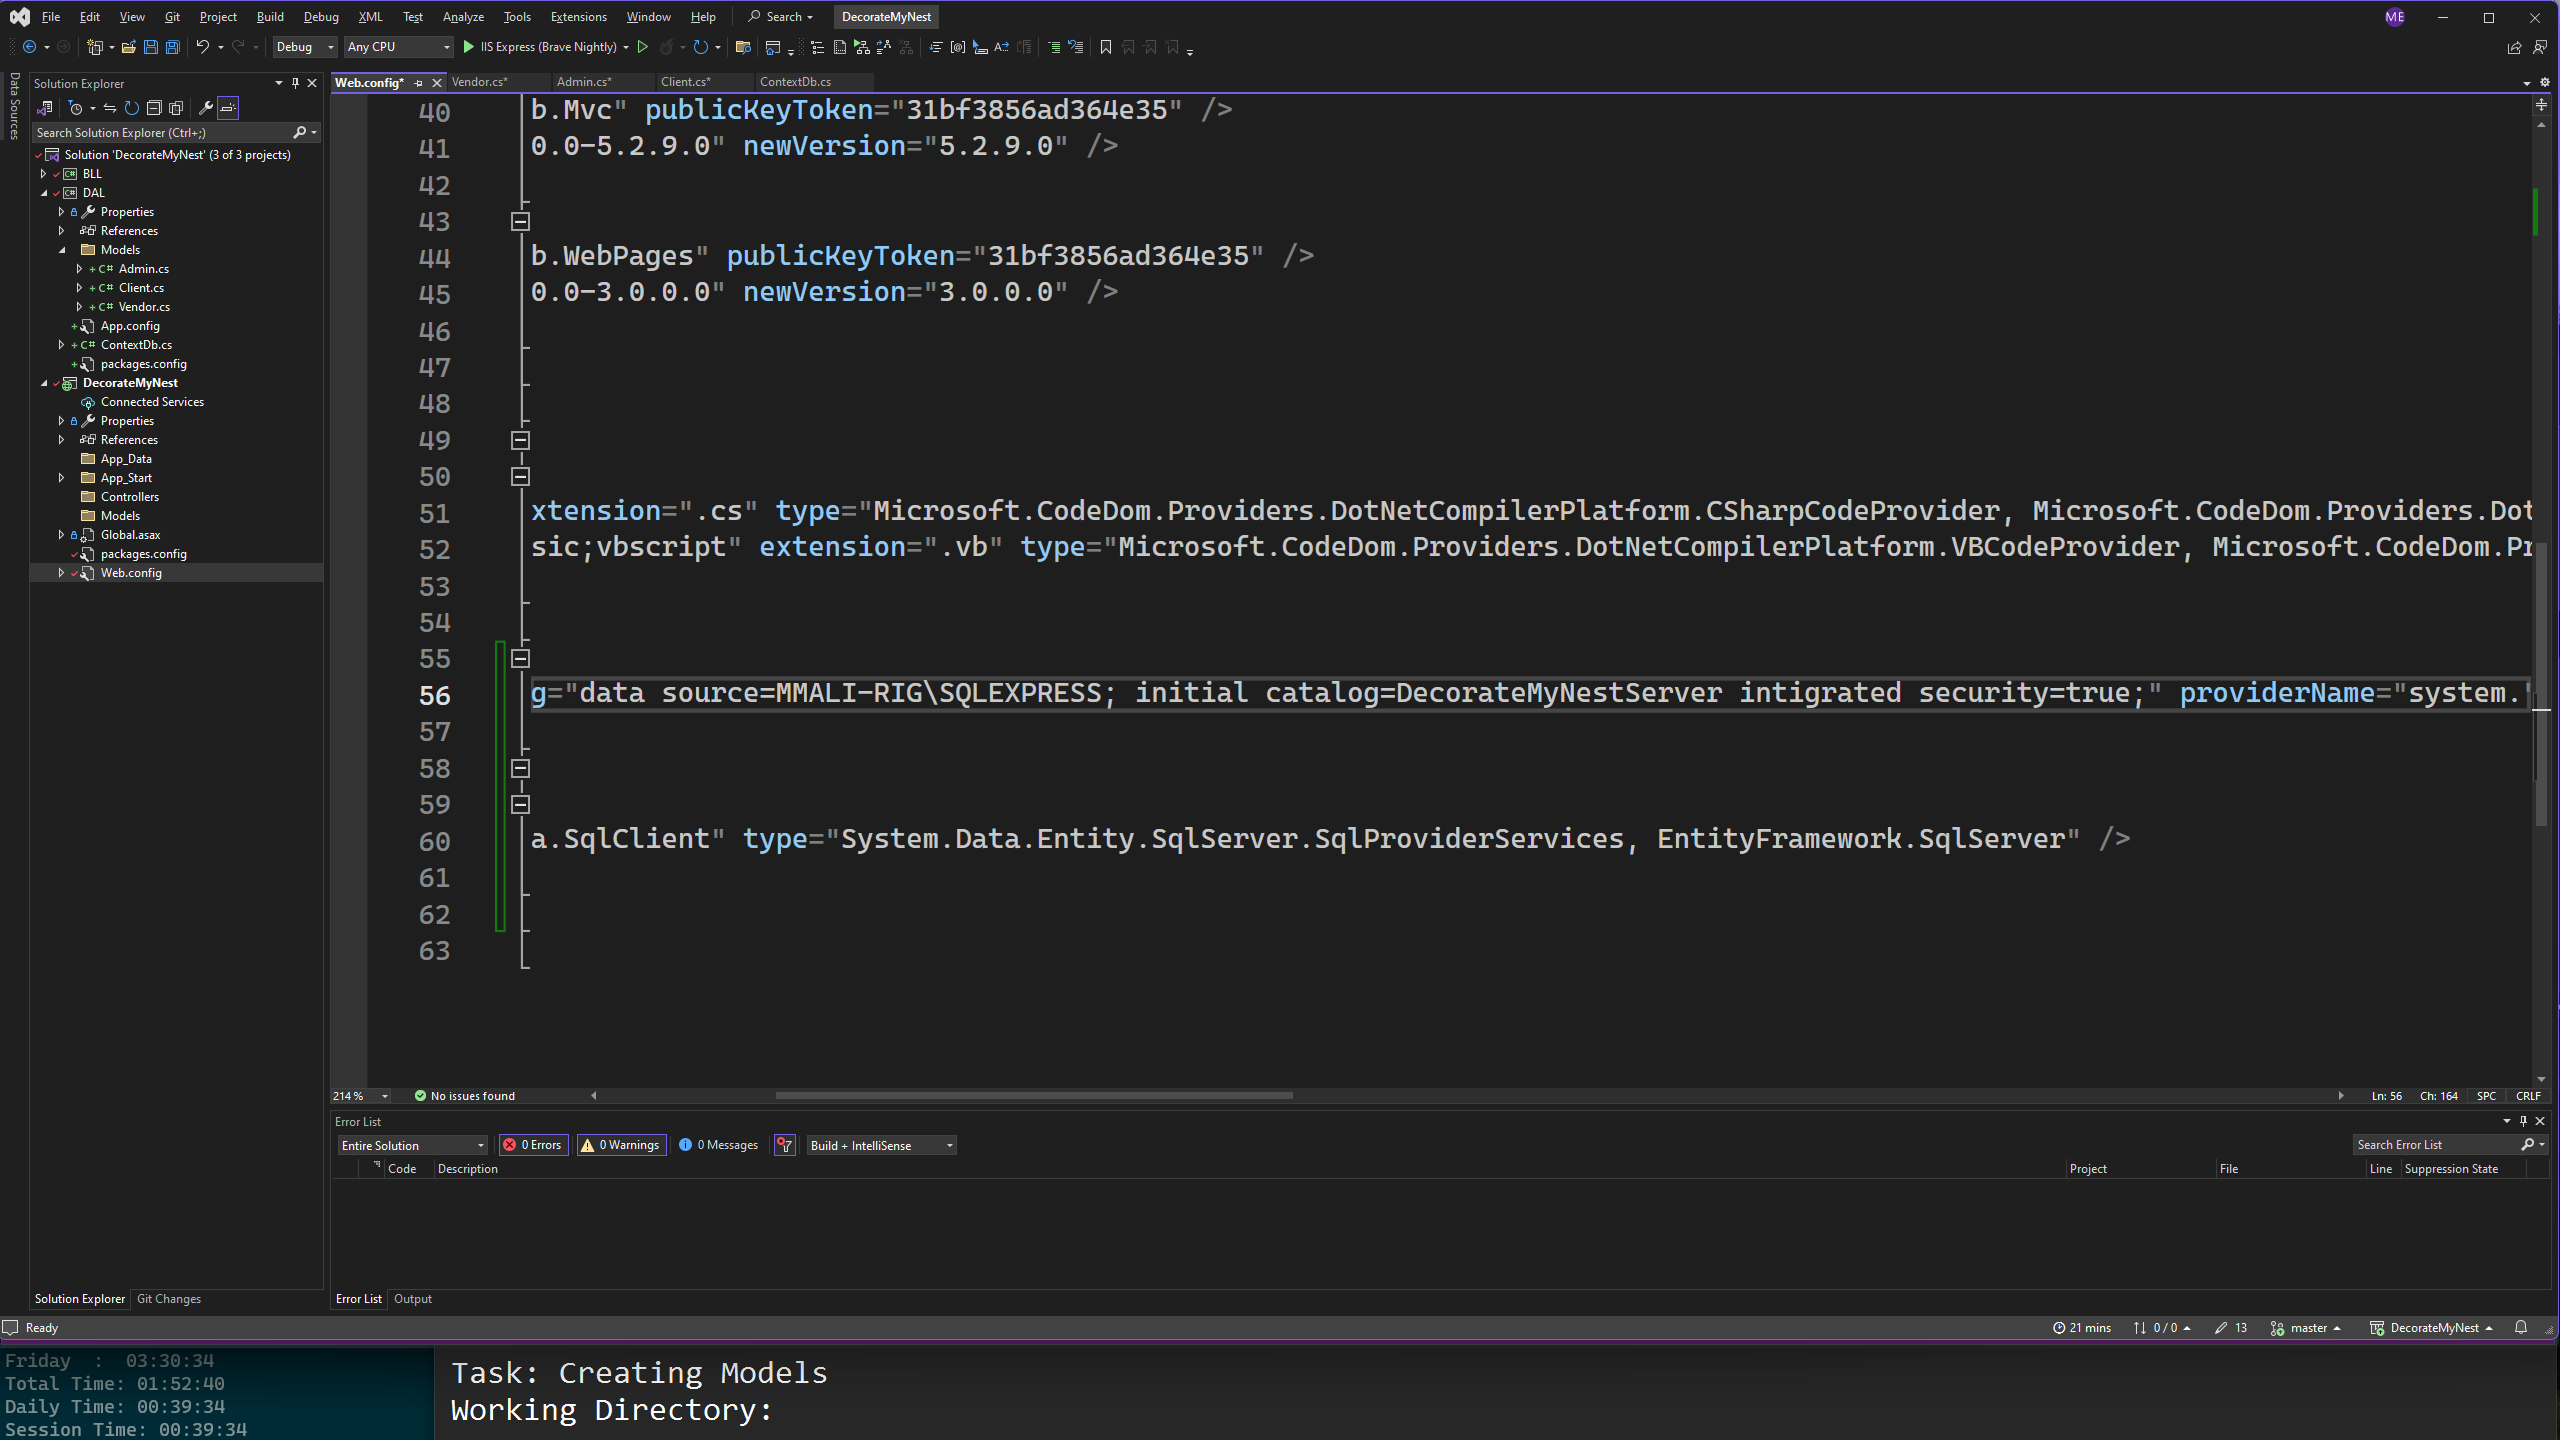 File Edit View Git Project Build Debug XML Test Analyze Tools Extensions Window Help Search DecorateMyNest ME
Debug Any CPU IIS Express (Brave Nightly)
Data Sources
Solution Explorer
Search Solution Explorer (Ctrl+;)
Solution 'DecorateMyNest' (3 of 3 projects)
BLL
DAL
Properties
References
Models
C# Admin.cs
C# Client.cs
C# Vendor.cs
App.config
C# ContextDb.cs
packages.config
DecorateMyNest
Connected Services
Properties
References
App_Data
App_Start
Controllers
Models
Global.asax
packages.config
Web.config
Solution Explorer Git Changes
Web.config* Vendor.cs* Admin.cs* Client.cs* ContextDb.cs
40 b.Mvc" publicKeyToken="31bf3856ad364e35" />
41 0.0-5.2.9.0" newVersion="5.2.9.0" />
42
43
44 b.WebPages" publicKeyToken="31bf3856ad364e35" />
45 0.0-3.0.0.0" newVersion="3.0.0.0" />
46
47
48
49
50
51 xtension=".cs" type="Microsoft.CodeDom.Providers.DotNetCompilerPlatform.CSharpCodeProvider, Microsoft.CodeDom.Providers.Dot
52 sic;vbscript" extension=".vb" type="Microsoft.CodeDom.Providers.DotNetCompilerPlatform.VBCodeProvider, Microsoft.CodeDom.Pr
53
54
55
56 g="data source=MMALI-RIG\SQLEXPRESS; initial catalog=DecorateMyNestServer intigrated security=true;" providerName="system."
57
58
59
60 a.SqlClient" type="System.Data.Entity.SqlServer.SqlProviderServices, EntityFramework.SqlServer" />
61
62
63
214 % No issues found Ln: 56 Ch: 164 SPC CRLF
Error List
Entire Solution 0 Errors 0 Warnings 0 Messages Build + IntelliSense Search Error List
Code Description Project File Line Suppression State
Error List Output
Ready 21 mins 0 / 0 13 master DecorateMyNest
Friday : 03:30:34
Total Time: 01:52:40
Daily Time: 00:39:34
Session Time: 00:39:34
Task: Creating Models
Working Directory: